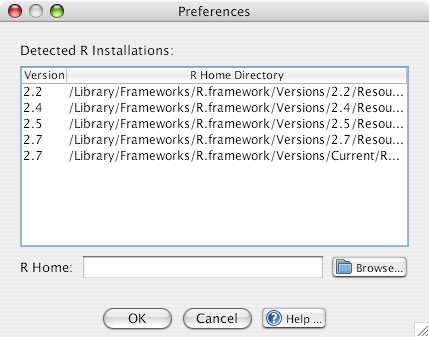 Preferences
Detected R Installations:
Version R Home Directory
2.2 /Library/Frameworks/R.framework/Versions/2.2/Resou...
2.4 /Library/Frameworks/R.framework/Versions/2.4/Resou...
2.5 /Library/Frameworks/R.framework/Versions/2.5/Resou...
2.7 /Library/Frameworks/R.framework/Versions/2.7/Resou...
2.7 /Library/Frameworks/R.framework/Versions/Current/R...
R Home: Browse...
OK Cancel Help ...